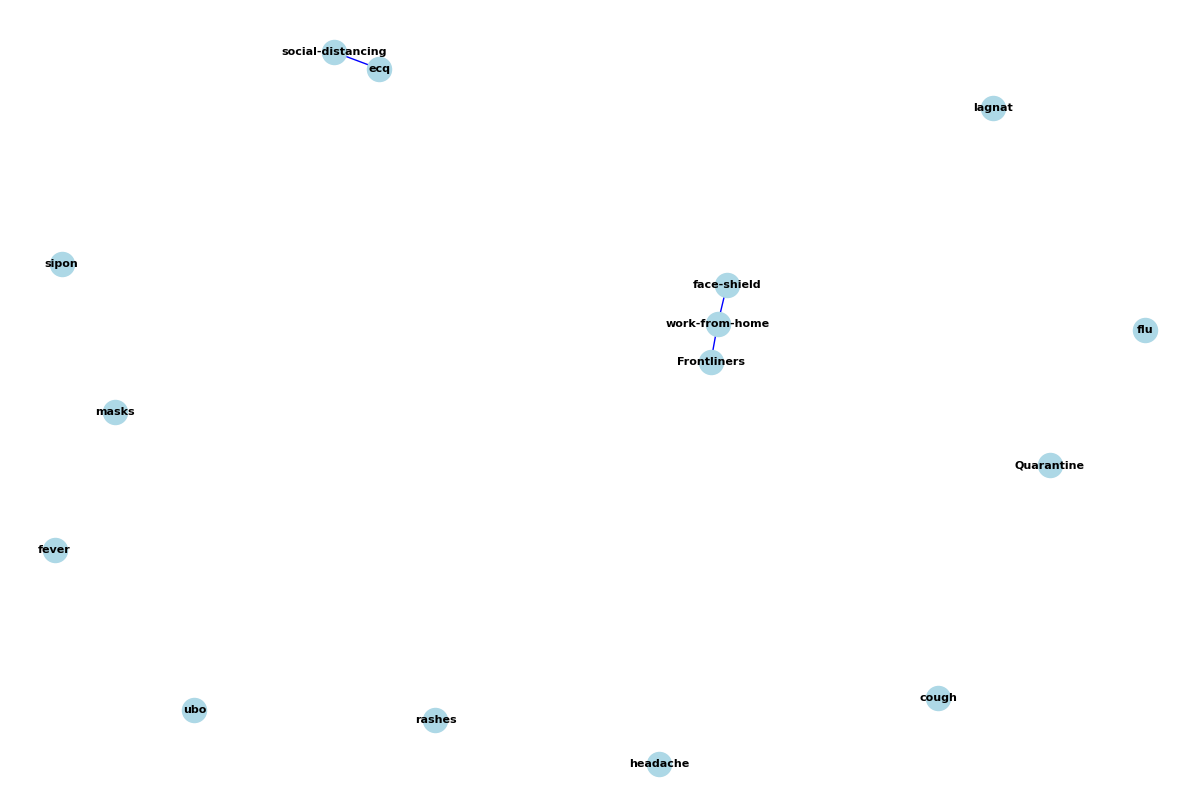 social-distancing
ecq
lagnat
sipon
face-shield
work-from-home
flu
Frontliners
masks
Quarantine
fever
cough
ubo
rashes
headache